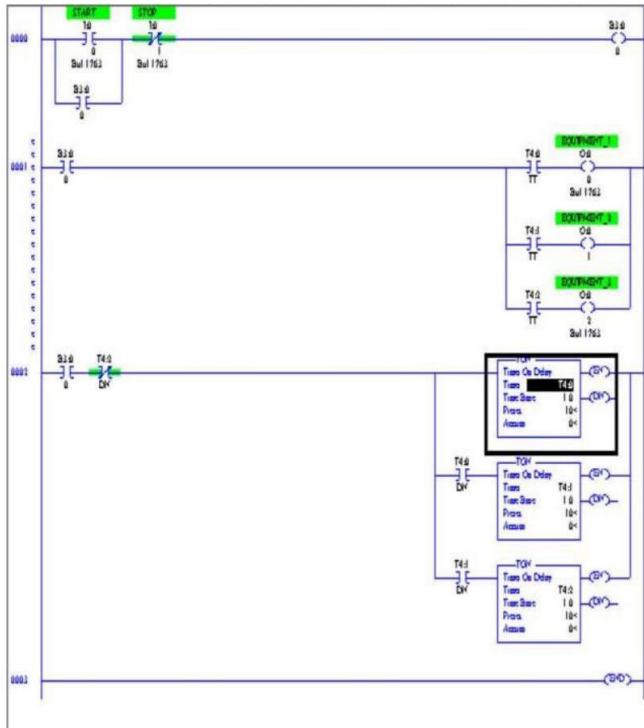 START STOP
I:0 I:0 B3:0
0000
0 1 0
Bul 1763 Bul 1763
B3:0
0
EQUIPMENT_1
B3:0 T4:0 O:0
0001
0 TT 0
Bul 1763
T4:1 O:0
TT 1
T4:2 O:0
TT 2
Bul 1763
TON
B3:0 Timer On Delay EN
0002 Timer T4:0
0 DN Time Base 1.0 DN
Preset 10<
Accum 0<
T4:0 TON
Timer On Delay EN
DN Timer T4:1
Time Base 1.0 DN
Preset 10<
Accum 0<
T4:1 TON
Timer On Delay EN
DN Timer T4:2
Time Base 1.0 DN
Preset 10<
Accum 0<
0003 END